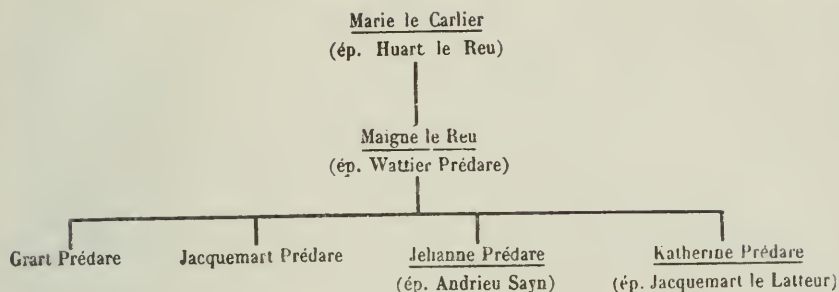 Marie le Carlier
(ép. Huart le Reu)
Maigne le Reu
(ép. Wattier Prédare)
Grart Prédare Jacquemart Prédare Jehanne Prédare Katherine Prédare
(ép. Andrieu Sayn) (ép. Jacquemart le Latteur)